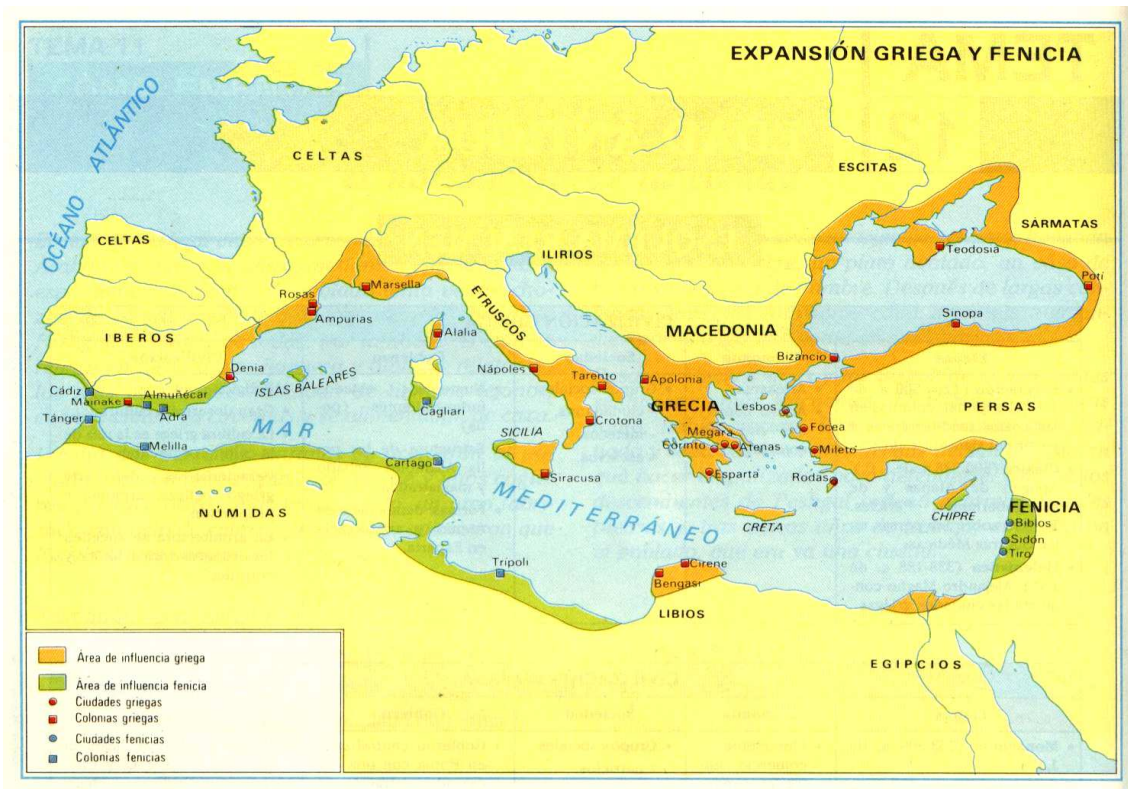 EXPANSIÓN GRIEGA Y FENICIA
OCÉANO ATLÁNTICO
CELTAS
ESCITAS
SÁRMATAS
CELTAS
ILIRIOS
Teodosia
Potí
Marsella
Rosas
Ampurias
ETRUSCOS
Sinopa
IBEROS
Alalia
MACEDONIA
Bizancio
Denia
ISLAS BALEARES
Nápoles
Tarento
Apolonia
Cádiz
Almuñécar
Mainake
Adra
Cagliari
GRECIA
Lesbos
PERSAS
Tánger
MAR
Crotona
Focea
SICILIA
Megara
Corinto
Atenas
Mileto
Melilla
Cartago
Siracusa
Esparta
Rodas
MEDITERRÁNEO
NÚMIDAS
CRETA
CHIPRE
FENICIA
Biblos
Sidón
Tiro
Trípoli
Cirene
Bengasi
LIBIOS
EGIPCIOS
Área de influencia griega
Área de influencia fenicia
Ciudades griegas
Colonias griegas
Ciudades fenicias
Colonias fenicias